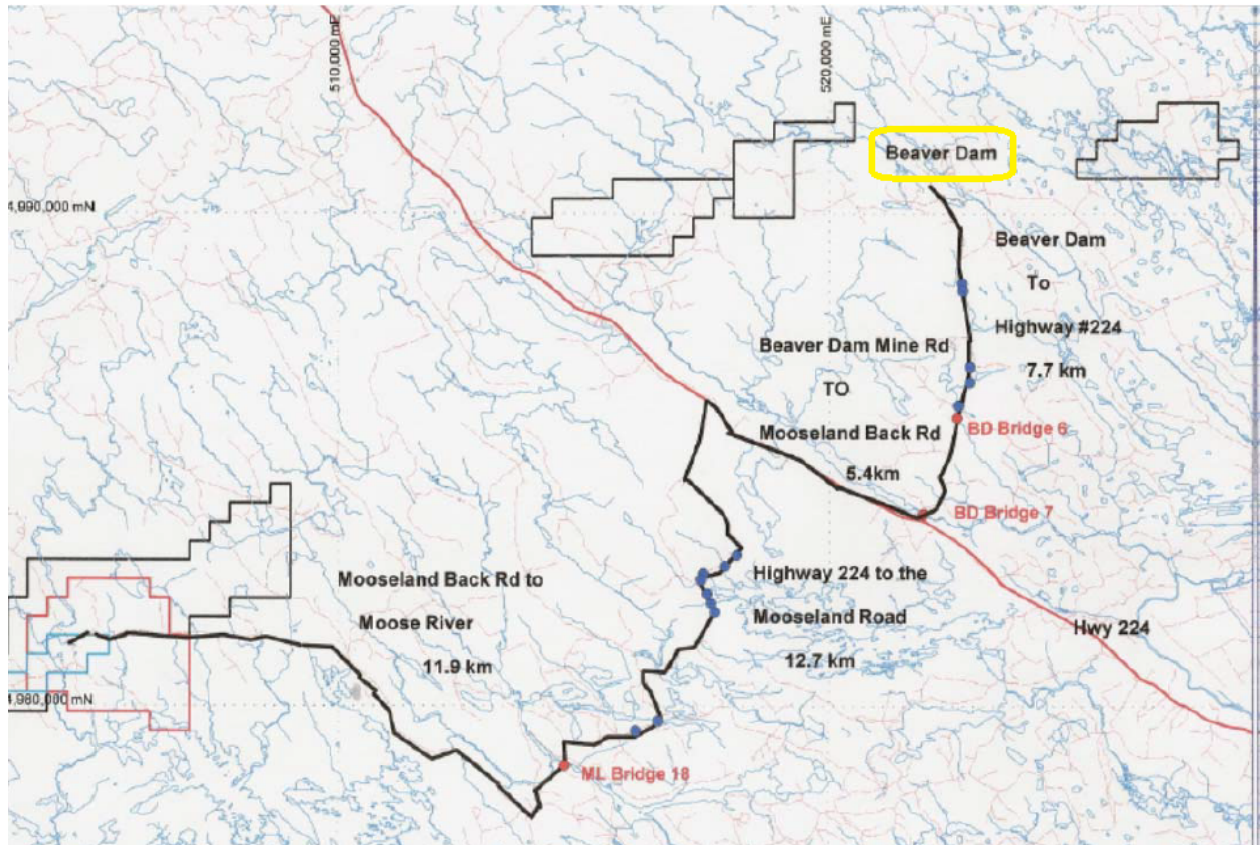 510,000 mE
520,000 mE
Beaver Dam
4,990,000 mN
Beaver Dam
To
Highway #224
7.7 km
Beaver Dam Mine Rd
TO
Mooseland Back Rd
5.4km
BD Bridge 6
BD Bridge 7
Mooseland Back Rd to
Moose River
11.9 km
Highway 224 to the
Mooseland Road
12.7 km
Hwy 224
4,980,000 mN
ML Bridge 18